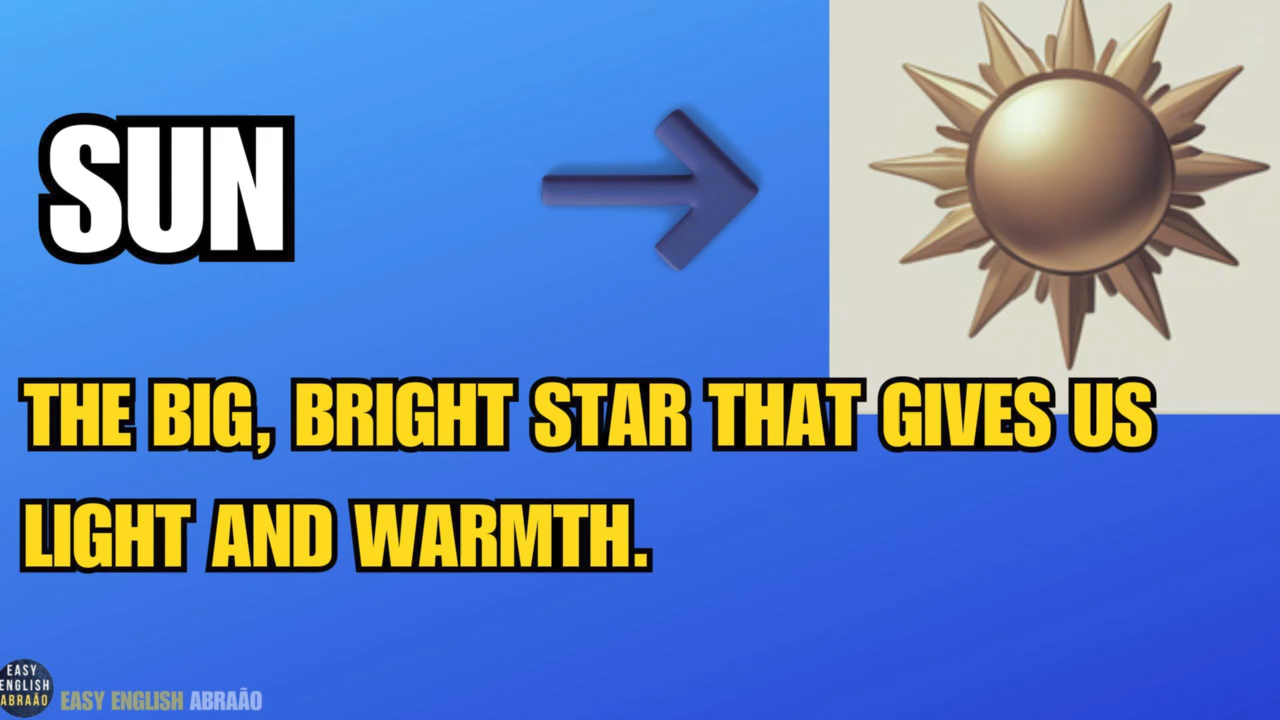 SUN
THE BIG, BRIGHT STAR THAT GIVES US
LIGHT AND WARMTH.
EASY
ENGLISH
ABRAÃO
EASY ENGLISH ABRAÃO